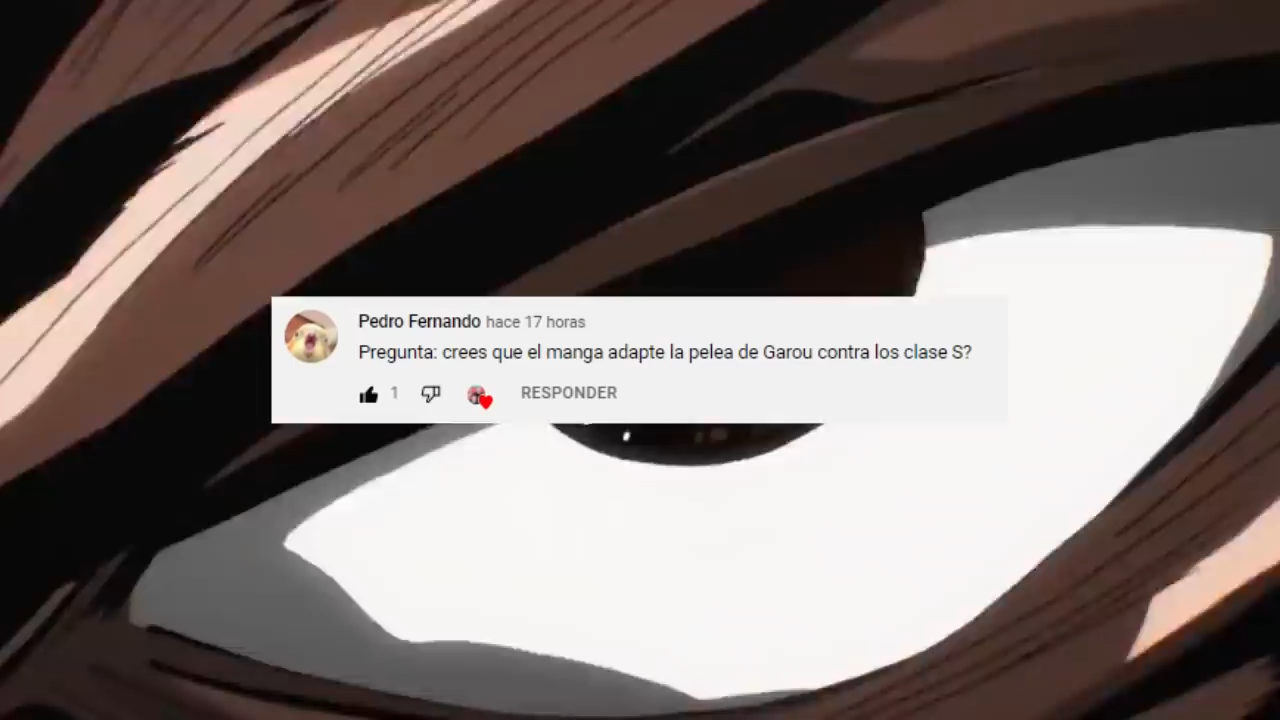 Pedro Fernando hace 17 horas
Pregunta: crees que el manga adapte la pelea de Garou contra los clase S?
1 RESPONDER